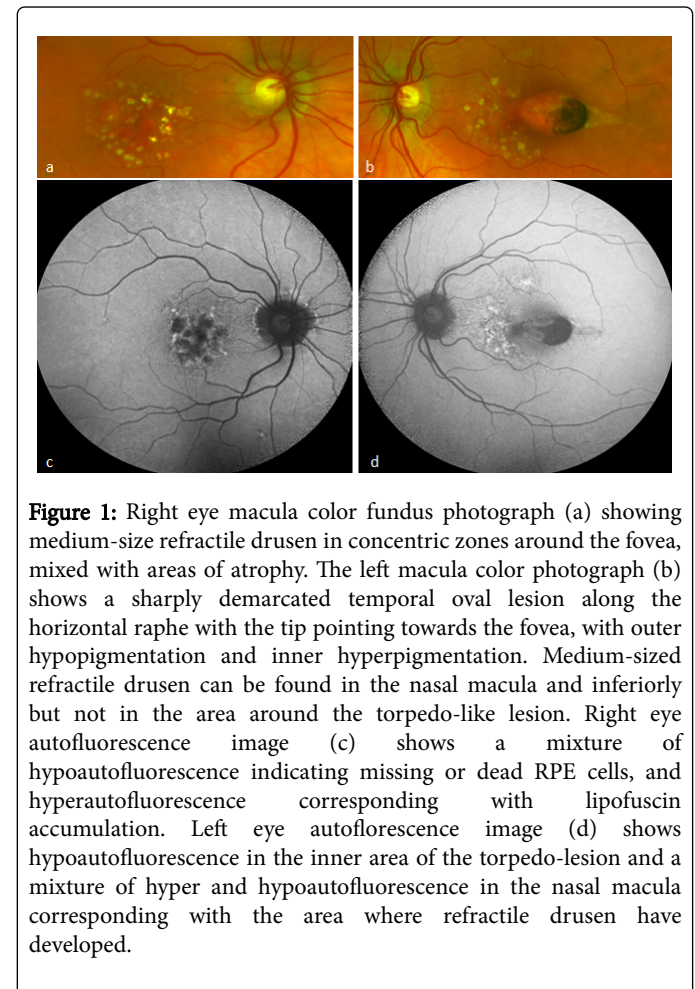 a
b
c
d
Figure 1: Right eye macula color fundus photograph (a) showing
medium-size refractile drusen in concentric zones around the fovea,
mixed with areas of atrophy. The left macula color photograph (b)
shows a sharply demarcated temporal oval lesion along the
horizontal raphe with the tip pointing towards the fovea, with outer
hypopigmentation and inner hyperpigmentation. Medium-sized
refractile drusen can be found in the nasal macula and inferiorly
but not in the area around the torpedo-like lesion. Right eye
autofluorescence image (c) shows a mixture of
hypoautofluorescence indicating missing or dead RPE cells, and
hyperautofluorescence corresponding with lipofuscin
accumulation. Left eye autoflorescence image (d) shows
hypoautofluorescence in the inner area of the torpedo-lesion and a
mixture of hyper and hypoautofluorescence in the nasal macula
corresponding with the area where refractile drusen have
developed.